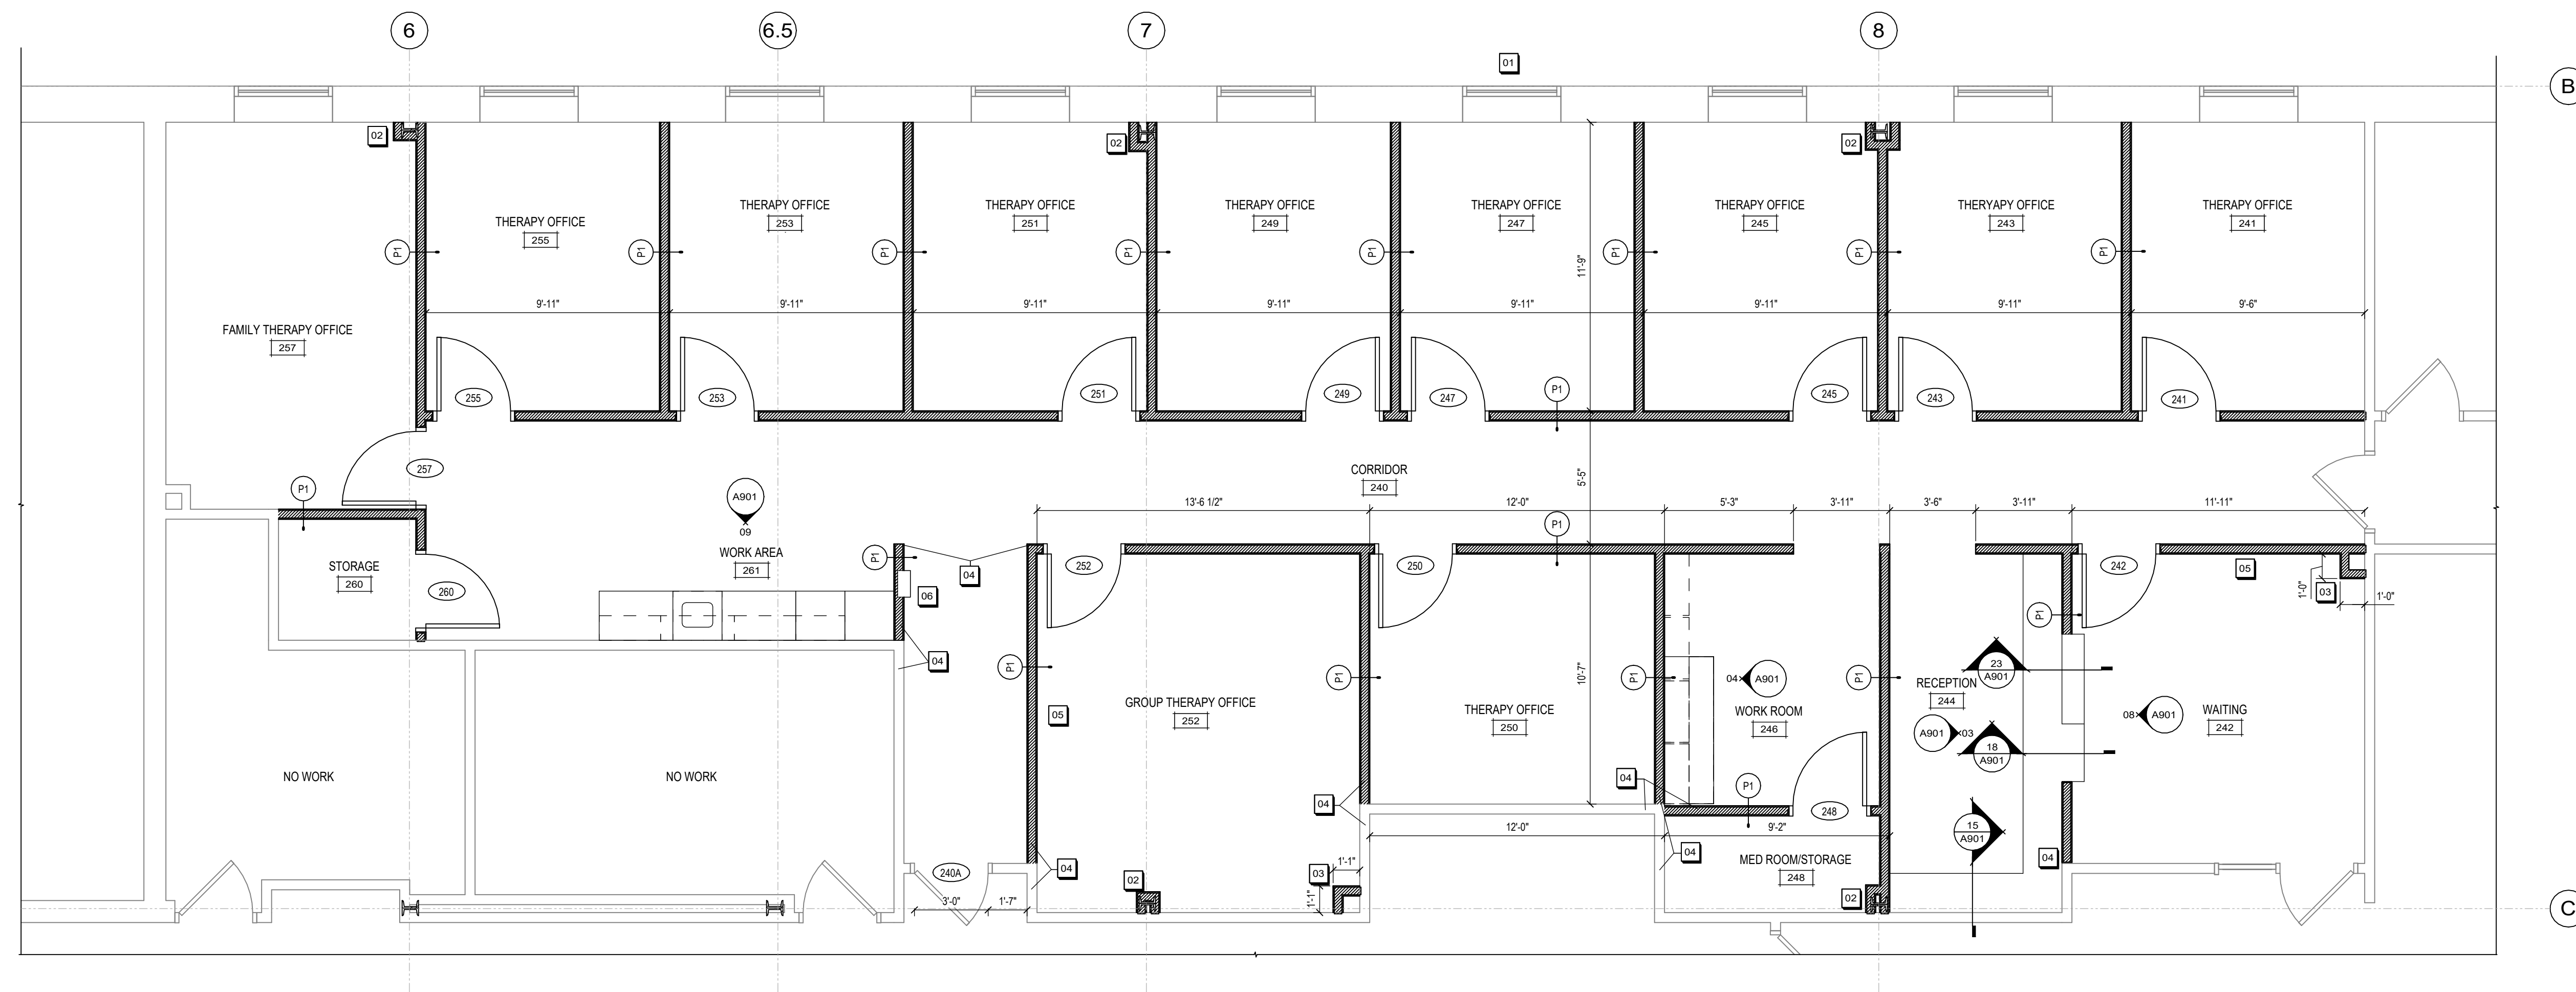 6
6.5
7
8
01
B
02
02
02
THERAPY OFFICE
255
THERAPY OFFICE
253
THERAPY OFFICE
251
THERAPY OFFICE
249
THERAPY OFFICE
247
THERAPY OFFICE
245
THERYAPY OFFICE
243
THERAPY OFFICE
241
P1
P1
P1
P1
P1
P1
P1
P1
11'-9"
9'-11"
9'-11"
9'-11"
9'-11"
9'-11"
9'-11"
9'-11"
9'-6"
FAMILY THERAPY OFFICE
257
255
253
251
249
247
P1
245
243
241
257
CORRIDOR
240
5'-5"
P1
A901
09
13'-6 1/2"
12'-0"
5'-3"
3'-11"
3'-6"
3'-11"
11'-11"
P1
WORK AREA
261
P1
04
252
250
242
05
1'-0"
03
1'-0"
STORAGE
260
260
06
P1
04
P1
P1
10'-7"
P1
04
A901
P1
23
A901
RECEPTION
244
05
GROUP THERAPY OFFICE
252
THERAPY OFFICE
250
WORK ROOM
246
A901
03
18
A901
08
A901
WAITING
242
NO WORK
NO WORK
04
04
P1
248
15
A901
12'-0"
9'-2"
04
MED ROOM/STORAGE
248
04
240A
04
02
1'-1"
03
1'-1"
02
3'-0"
1'-7"
C